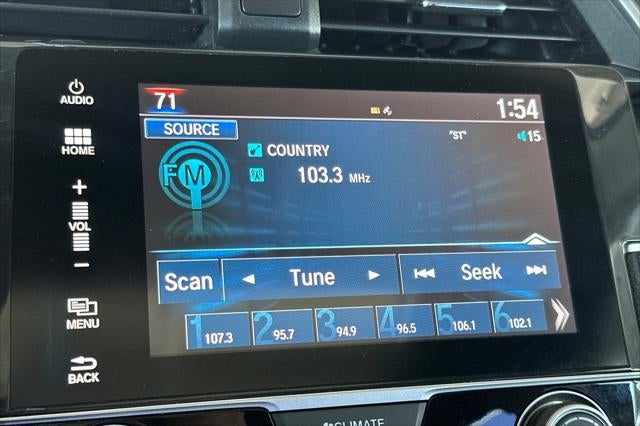 AUDIO
HOME
+
VOL
−
MENU
BACK
71
1:54
SOURCE
"ST"
15
FM
COUNTRY
103.3 MHz
Scan
Tune
Seek
1 107.3
2 95.7
3 94.9
4 96.5
5 106.1
6 102.1
CLIMATE